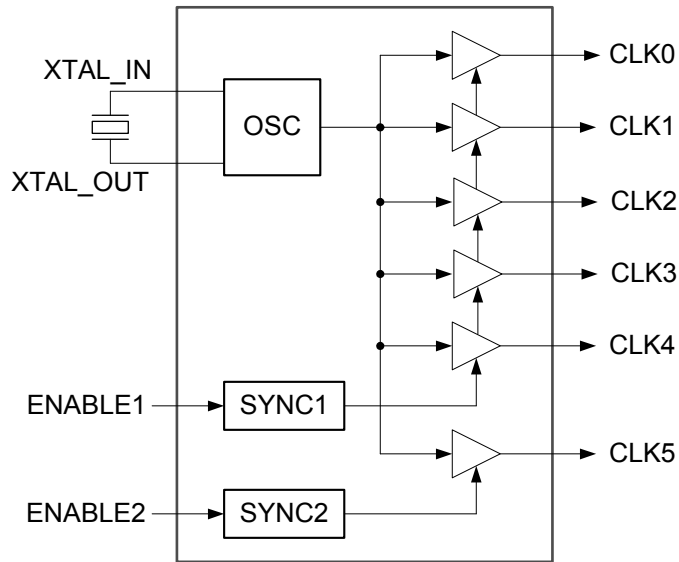 XTAL_IN
XTAL_OUT
OSC
CLK0
CLK1
CLK2
CLK3
CLK4
ENABLE1
SYNC1
CLK5
ENABLE2
SYNC2